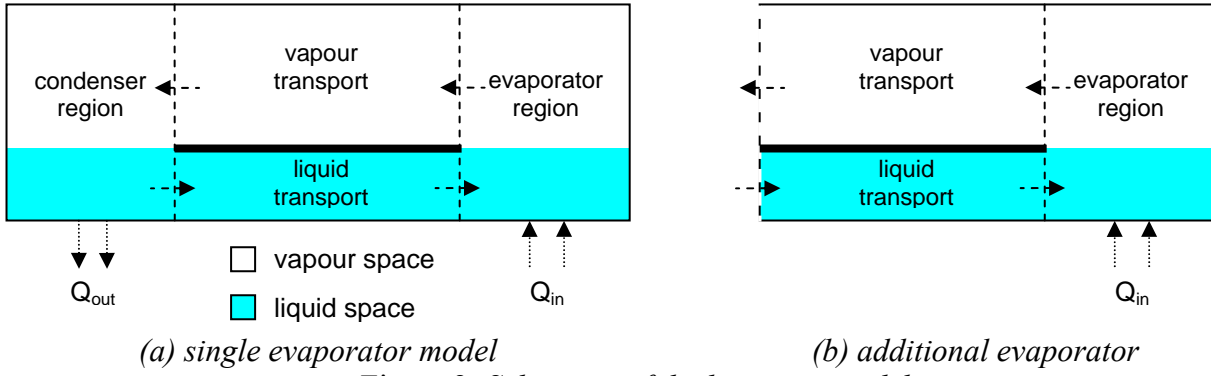 condenser
region
vapour
transport
evaporator
region
liquid
transport
Q_out
Q_in
vapour space
liquid space
(a) single evaporator model
vapour
transport
evaporator
region
liquid
transport
Q_in
(b) additional evaporator